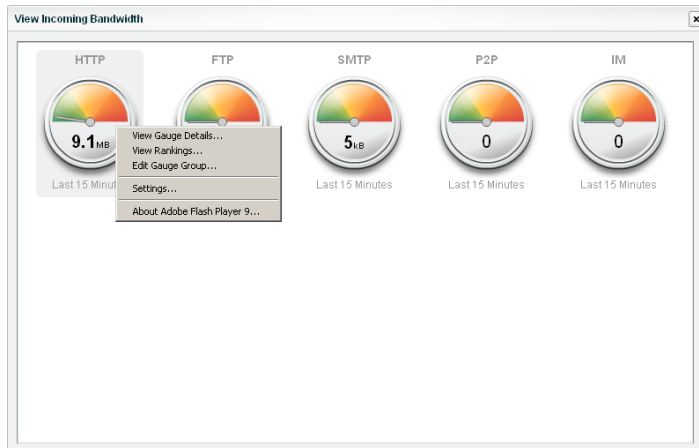 View Incoming Bandwidth
x
HTTP FTP SMTP P2P IM
9.1MB 5kB 0 0
Last 15 Minut Last 15 Minutes Last 15 Minutes Last 15 Minutes
View Gauge Details...
View Rankings...
Edit Gauge Group...
Settings...
About Adobe Flash Player 9...